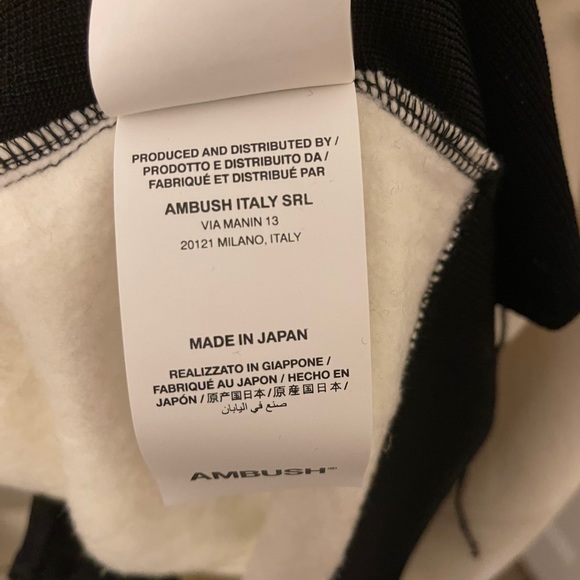 PRODUCED AND DISTRIBUTED BY /
PRODOTTO E DISTRIBUITO DA /
FABRIQUÉ ET DISTRIBUÉ PAR
AMBUSH ITALY SRL
VIA MANIN 13
20121 MILANO, ITALY
MADE IN JAPAN
REALIZZATO IN GIAPPONE /
FABRIQUÉ AU JAPON / HECHO EN
JAPÓN / 原产国日本 / 原産国日本 /
صنع في اليابان
AMBUSH®